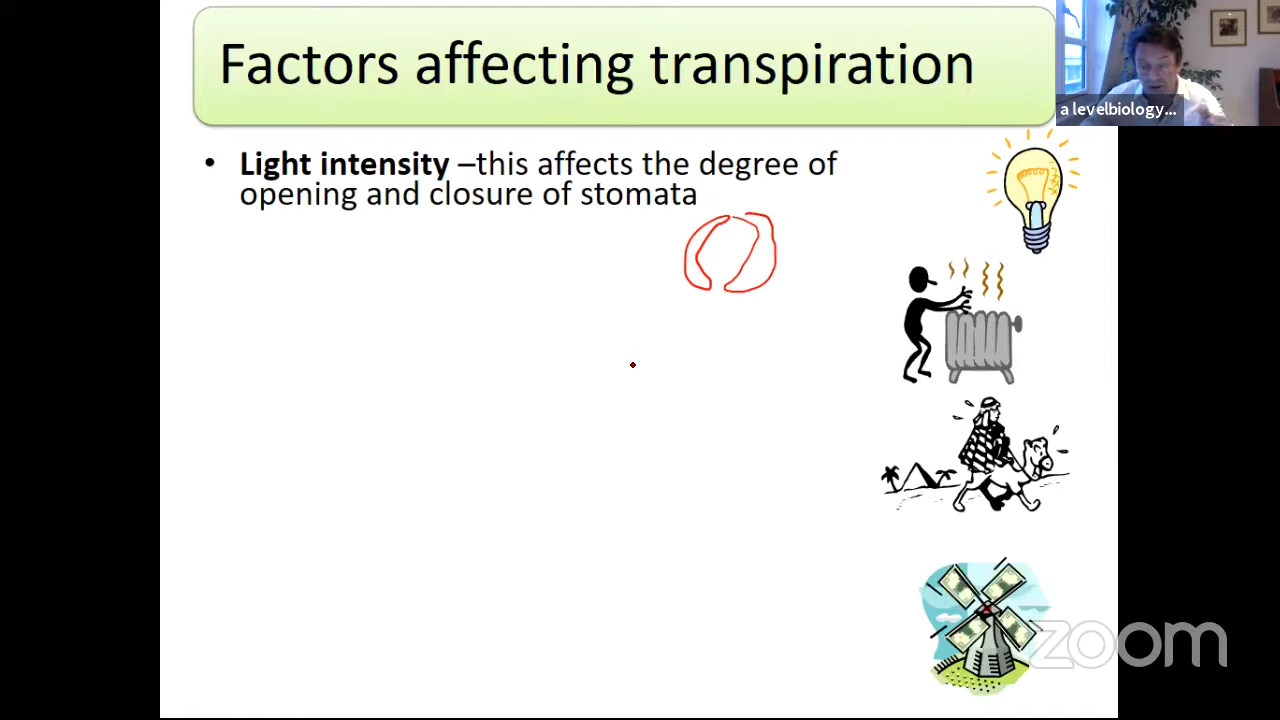 Factors affecting transpiration
a levelbiology...
• Light intensity –this affects the degree of
opening and closure of stomata
zoom